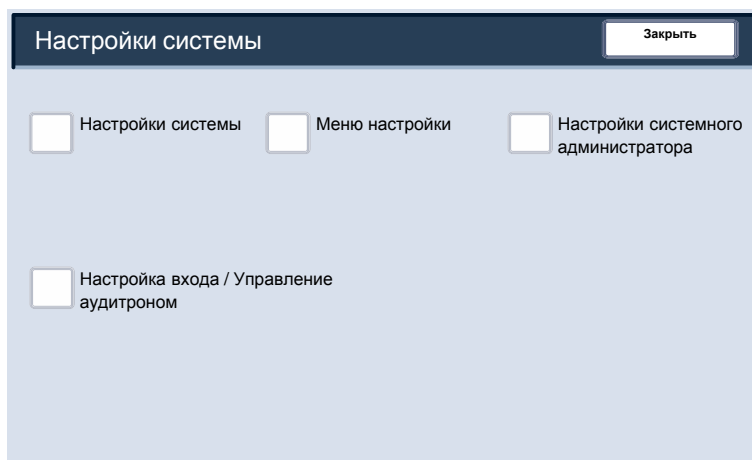 Настройки системы
Закрыть
Настройки системы
Меню настройки
Настройки системного
администратора
Настройка входа / Управление
аудитроном